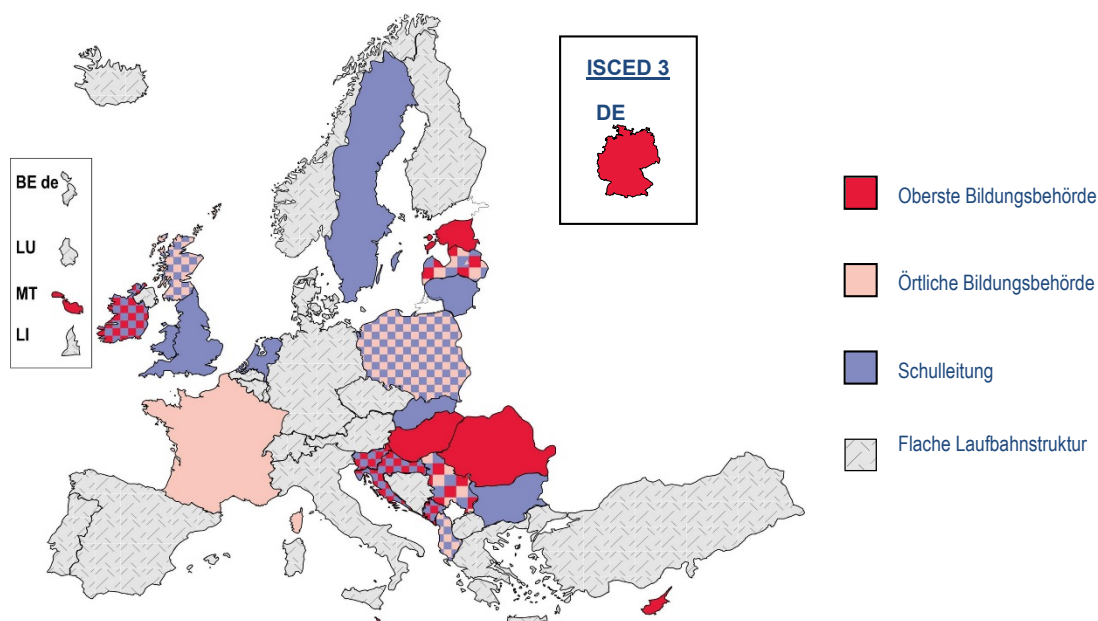 ISCED 3
DE
BE de
LU
MT
LI
Oberste Bildungsbehörde
Örtliche Bildungsbehörde
Schulleitung
Flache Laufbahnstruktur